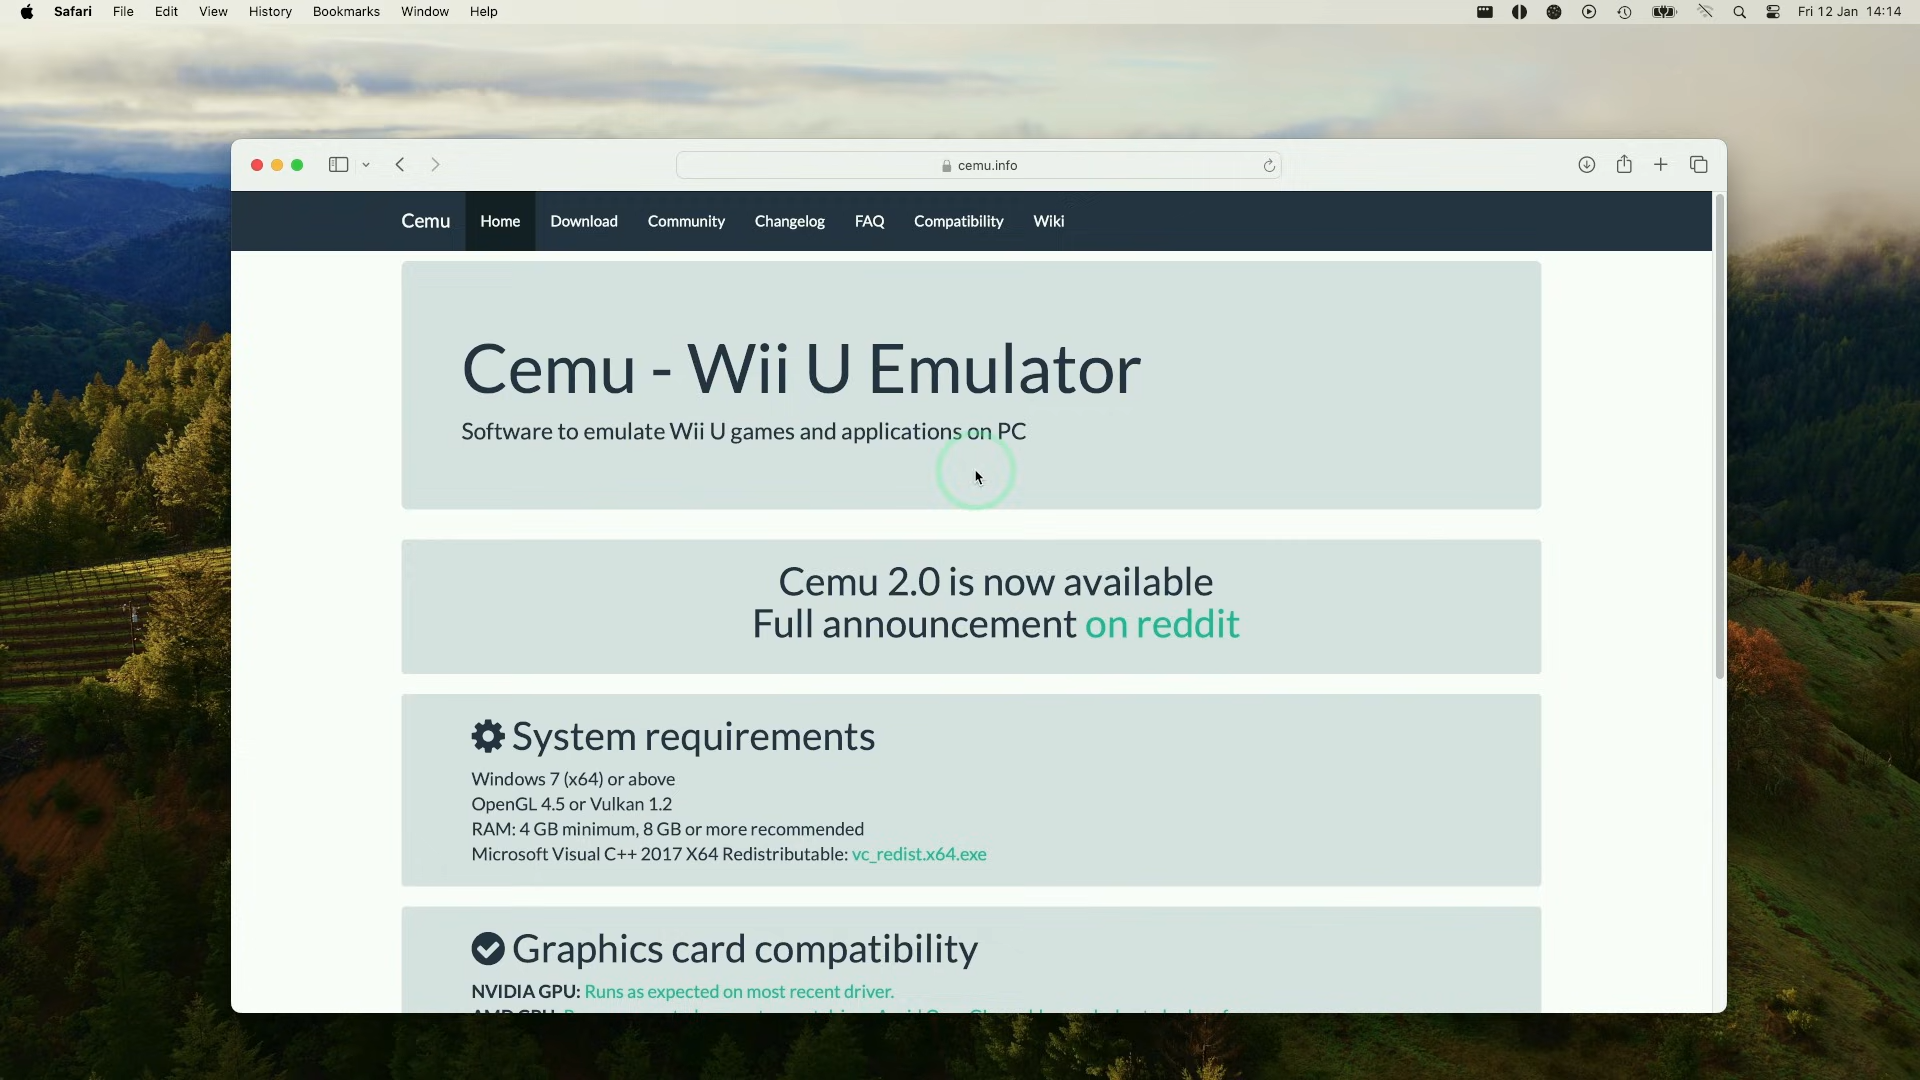 Safari File Edit View History Bookmarks Window Help Fri 12 Jan 14:14
cemu.info
Cemu Home Download Community Changelog FAQ Compatibility Wiki
Cemu - Wii U Emulator
Software to emulate Wii U games and applications on PC
Cemu 2.0 is now available
Full announcement on reddit
System requirements
Windows 7 (x64) or above
OpenGL 4.5 or Vulkan 1.2
RAM: 4 GB minimum, 8 GB or more recommended
Microsoft Visual C++ 2017 X64 Redistributable: vc_redist.x64.exe
Graphics card compatibility
NVIDIA GPU: Runs as expected on most recent driver.
AMD GPU: